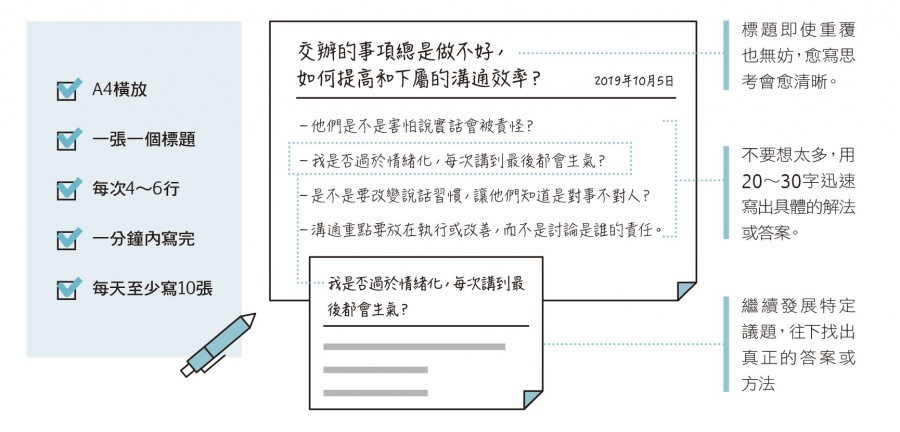 A4橫放
一張一個標題
每次4～6行
一分鐘內寫完
每天至少寫10張
交辦的事項總是做不好，
如何提高和下屬的溝通效率？
2019年10月5日
–他們是不是害怕說實話會被責怪？
–我是否過於情緒化，每次講到最後都會生氣？
–是不是要改變說話習慣，讓他們知道是對事不對人？
–溝通重點要放在執行或改善，而不是討論是誰的責任。
我是否過於情緒化，每次講到最
後都會生氣？
標題即使重覆
也無妨，愈寫思
考會愈清晰。
不要想太多，用
20～30字迅速
寫出具體的解法
或答案。
繼續發展特定
議題，往下找出
真正的答案或
方法